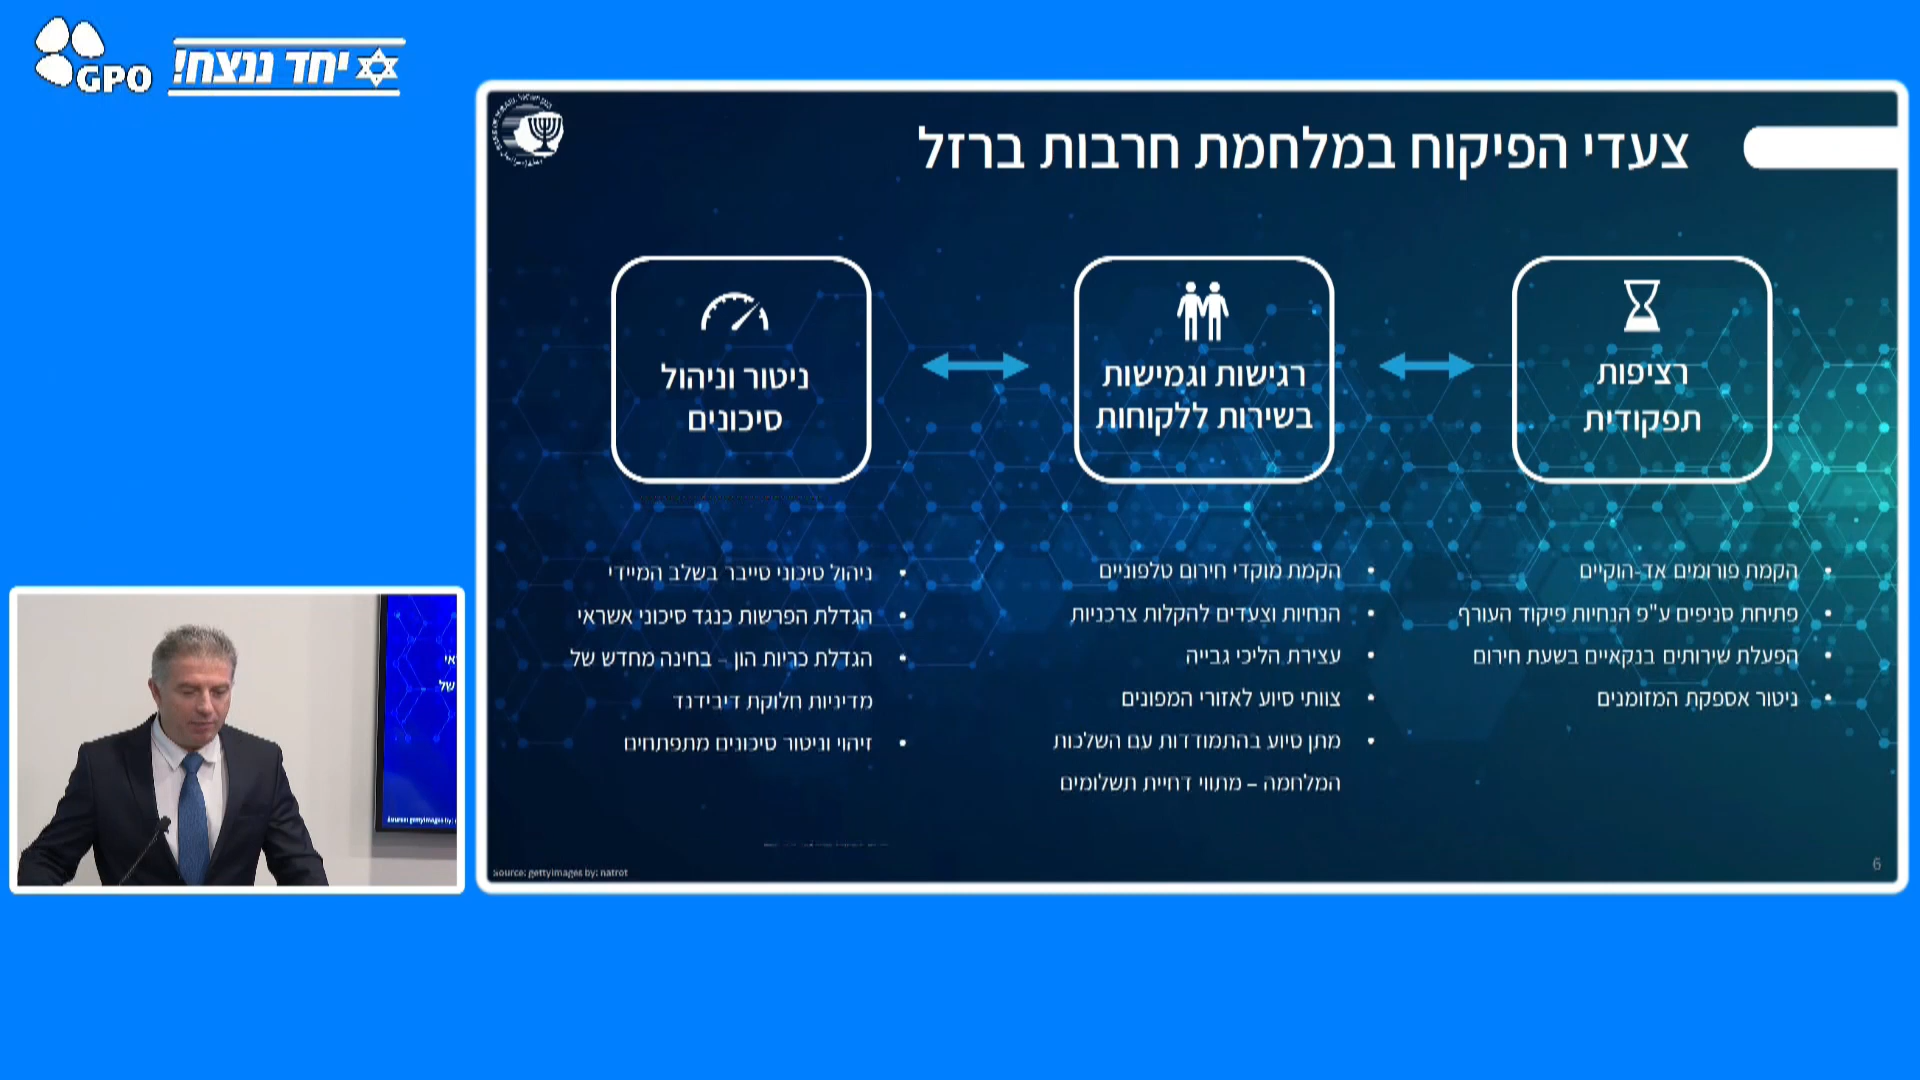 GPO
יחד ננצח!
צעדי הפיקוח במלחמת חרבות ברזל
רציפות
תפקודית
הקמת פורומים אד-הוקיים
פתיחת סניפים ע"פ הנחיות פיקוד העורף
הפעלת שירותים בנקאיים בשעת חירום
ניטור אספקת המזומנים
רגישות וגמישות
בשירות ללקוחות
הקמת מוקדי חירום טלפוניים
הנחיות וצעדים להקלות צרכניות
עצירת הליכי גבייה
צוותי סיוע לאזורי המפונים
מתן סיוע בהתמודדות עם השלכות
המלחמה – מתווי דחיית תשלומים
ניטור וניהול
סיכונים
ניהול סיכוני סייבר בשלב המיידי
הגדלת הפרשות כנגד סיכוני אשראי
הגדלת כריות הון – בחינה מחדש של
מדיניות חלוקת דיבידנד
זיהוי וניטור סיכונים מתפתחים
source: gettyimages by: natrot
6
של